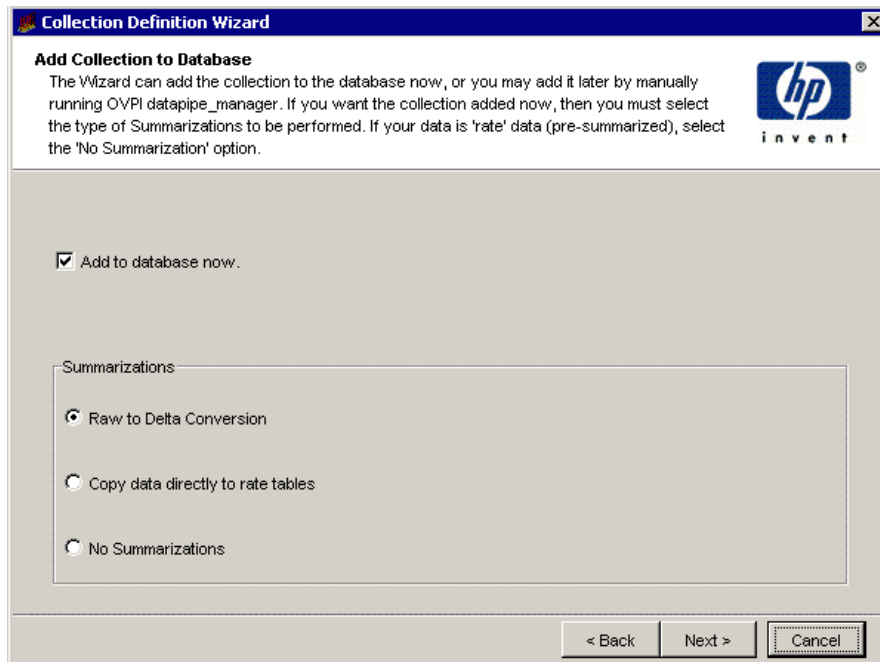 Collection Definition Wizard
Add Collection to Database
The Wizard can add the collection to the database now, or you may add it later by manually
running OVPI datapipe_manager. If you want the collection added now, then you must select
the type of Summarizations to be performed. If your data is 'rate' data (pre-summarized), select
the 'No Summarization' option.
hp
®
invent
Add to database now.
Summarizations
Raw to Delta Conversion
Copy data directly to rate tables
No Summarizations
< Back
Next >
Cancel